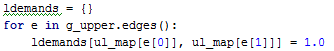 ldemands = {}
for e in g_upper.edges():
    ldemands[ul_map[e[0]], ul_map[e[1]]] = 1.0